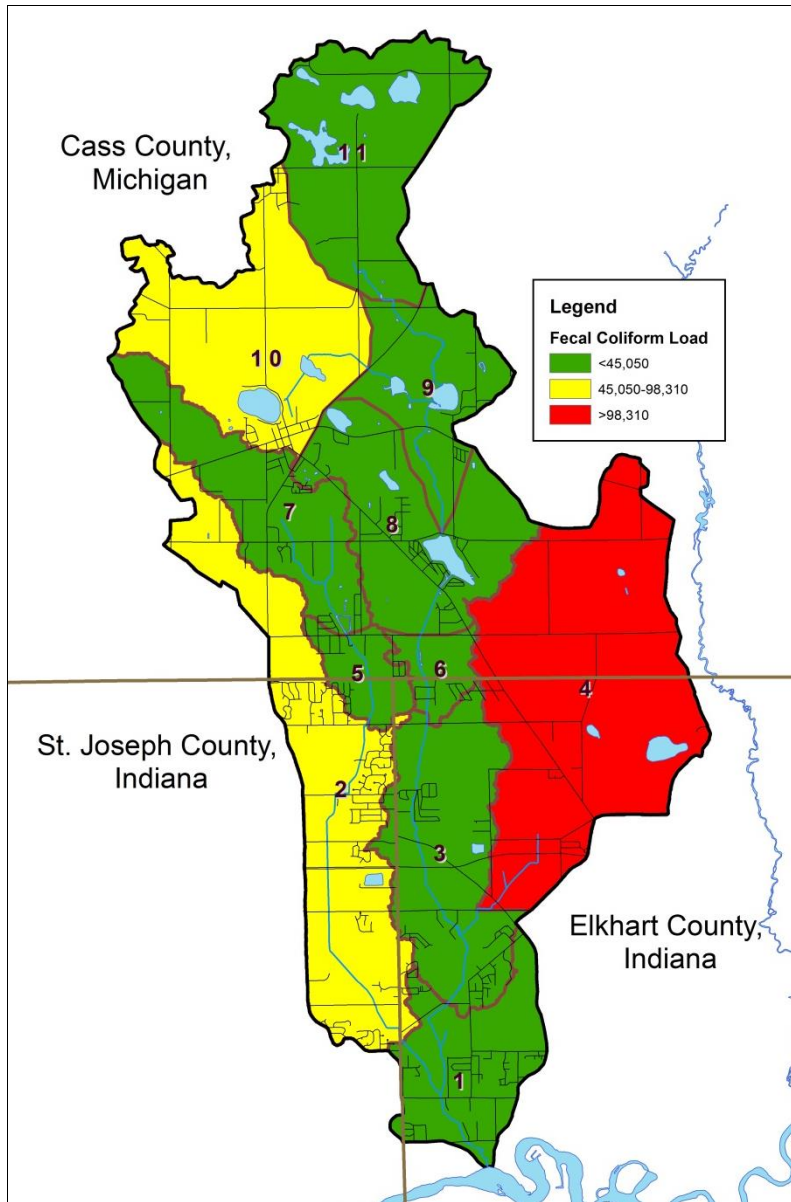 Cass County,
Michigan
11
Legend
Fecal Coliform Load
<45,050
45,050-98,310
>98,310
10
9
7
8
5
6
4
St. Joseph County,
Indiana
2
3
Elkhart County,
Indiana
1